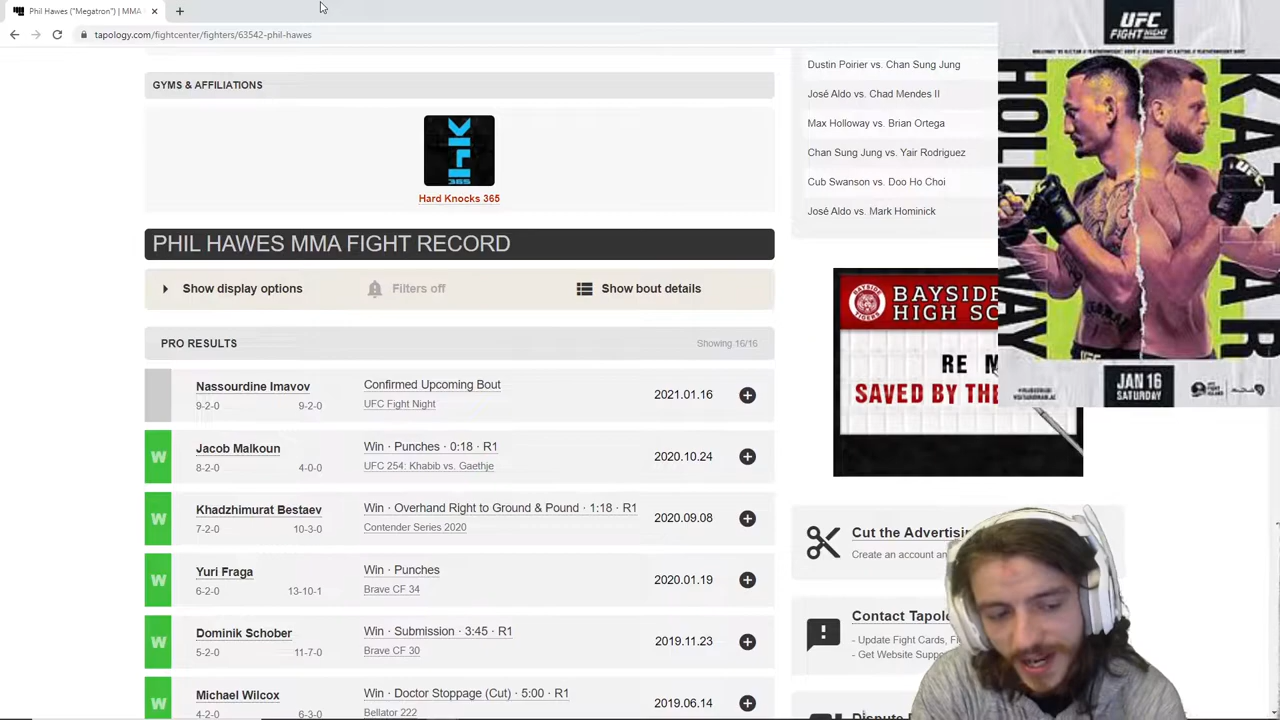 Phil Hawes ("Megatron") | MMA
tapology.com/fightcenter/fighters/63542-phil-hawes
GYMS & AFFILIATIONS
Hard Knocks 365
PHIL HAWES MMA FIGHT RECORD
Show display options
Filters off
Show bout details
PRO RESULTS
Showing 16/16
Nassourdine Imavov
9-2-0 9-2-0
Confirmed Upcoming Bout
UFC Fight
2021.01.16
W
Jacob Malkoun
8-2-0 4-0-0
Win · Punches · 0:18 · R1
UFC 254: Khabib vs. Gaethje
2020.10.24
W
Khadzhimurat Bestaev
7-2-0 10-3-0
Win · Overhand Right to Ground & Pound · 1:18 · R1
Contender Series 2020
2020.09.08
W
Yuri Fraga
6-2-0 13-10-1
Win · Punches
Brave CF 34
2020.01.19
W
Dominik Schober
5-2-0 11-7-0
Win · Submission · 3:45 · R1
Brave CF 30
2019.11.23
W
Michael Wilcox
4-2-0 6-3-0
Win · Doctor Stoppage (Cut) · 5:00 · R1
Bellator 222
2019.06.14
Dustin Poirier vs. Chan Sung Jung
José Aldo vs. Chad Mendes II
Max Holloway vs. Brian Ortega
Chan Sung Jung vs. Yair Rodriguez
Cub Swanson vs. Doo Ho Choi
José Aldo vs. Mark Hominick
BAYSIDE
HIGH SC
RE M
SAVED BY THE
Cut the Advertisin
Create an account an
Contact Tapolo
- Update Fight Cards, Fi
- Get Website Suppo
Dispute
UFC
FIGHT NIGHT
HOLLOWAY
KATTAR
UFC
JAN 16
SATURDAY